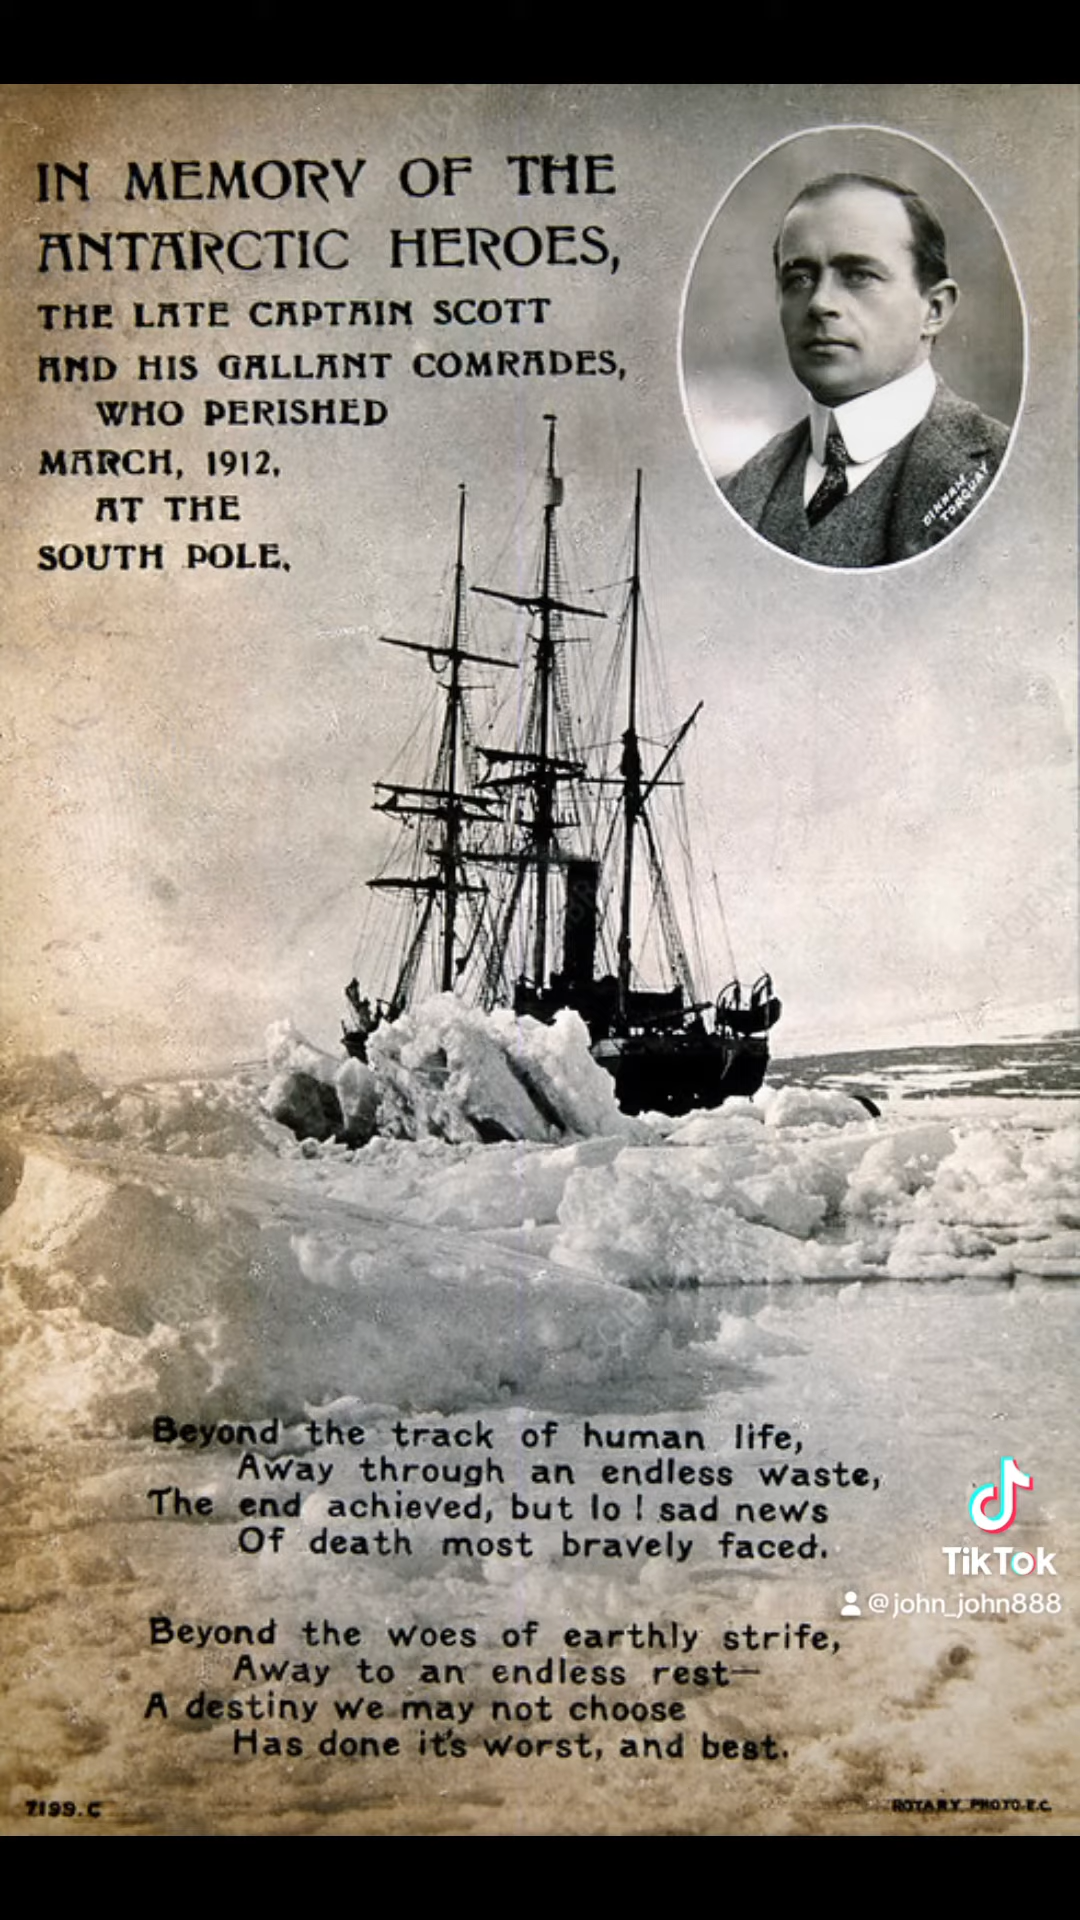 IN MEMORY OF THE
ANTARCTIC HEROES,
THE LATE CAPTAIN SCOTT
AND HIS GALLANT COMRADES,
WHO PERISHED
MARCH, 1912,
AT THE
SOUTH POLE.
DINHAM,
TORQUAY
Beyond the track of human life,
Away through an endless waste,
The end achieved, but lo! sad news
Of death most bravely faced.
TikTok
@john_john888
Beyond the woes of earthly strife,
Away to an endless rest—
A destiny we may not choose
Has done it's worst, and best.
7199.C
ROTARY PHOTO E.C.